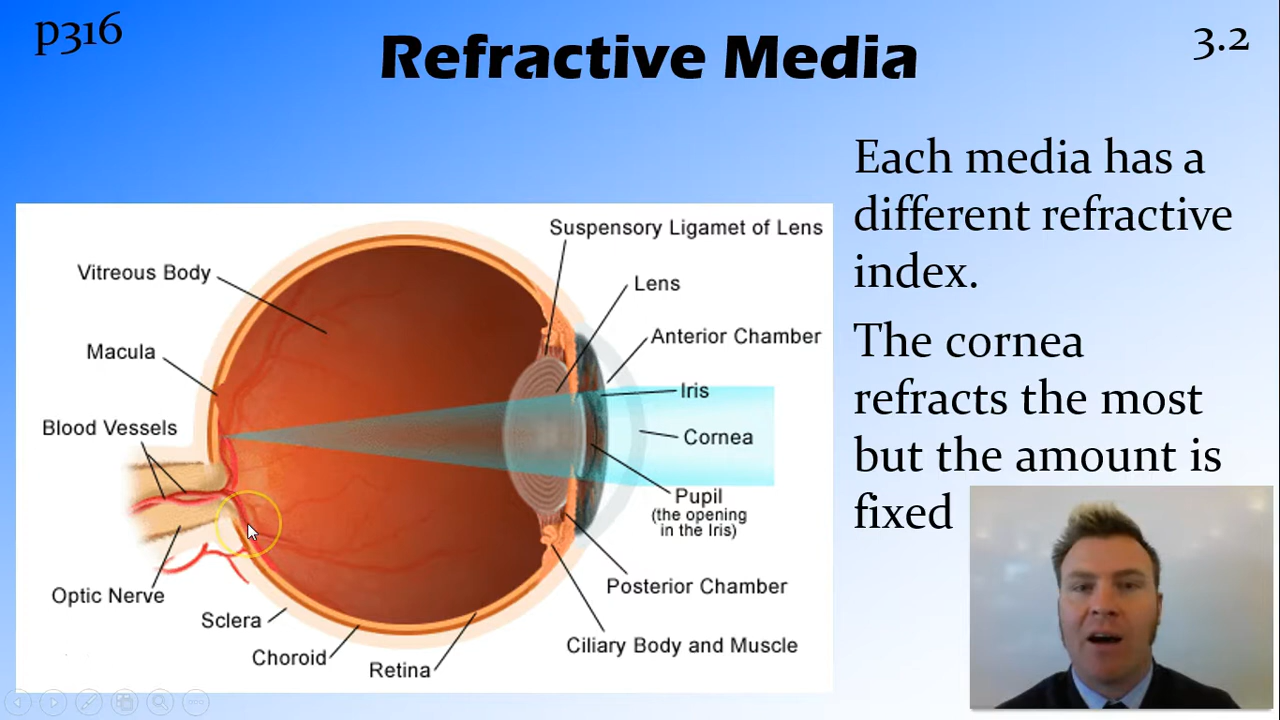 p316
Refractive Media
3.2
Each media has a
different refractive
index.
The cornea
refracts the most
but the amount is
fixed
Suspensory Ligamet of Lens
Vitreous Body
Lens
Anterior Chamber
Macula
Iris
Blood Vessels
Cornea
Pupil
(the opening
in the Iris)
Posterior Chamber
Optic Nerve
Sclera
Ciliary Body and Muscle
Choroid
Retina